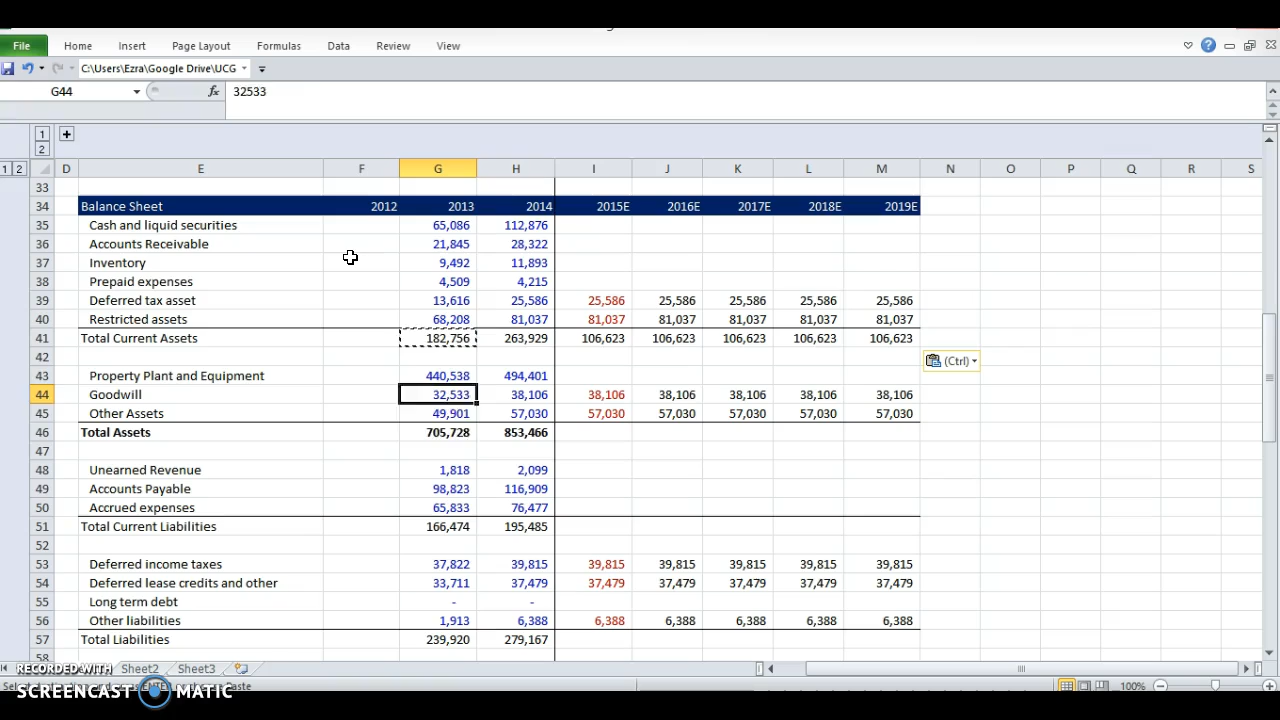 File Home Insert Page Layout Formulas Data Review View
C:\Users\Ezra\Google Drive\UCG
G44 fx 32533
1
2
1 2 D E F G H I J K L M N O P Q R S
33
34 Balance Sheet 2012 2013 2014 2015E 2016E 2017E 2018E 2019E
35 Cash and liquid securities 65,086 112,876
36 Accounts Receivable 21,845 28,322
37 Inventory 9,492 11,893
38 Prepaid expenses 4,509 4,215
39 Deferred tax asset 13,616 25,586 25,586 25,586 25,586 25,586 25,586
40 Restricted assets 68,208 81,037 81,037 81,037 81,037 81,037 81,037
41 Total Current Assets 182,756 263,929 106,623 106,623 106,623 106,623 106,623
42 (Ctrl)
43 Property Plant and Equipment 440,538 494,401
44 Goodwill 32,533 38,106 38,106 38,106 38,106 38,106 38,106
45 Other Assets 49,901 57,030 57,030 57,030 57,030 57,030 57,030
46 Total Assets 705,728 853,466
47
48 Unearned Revenue 1,818 2,099
49 Accounts Payable 98,823 116,909
50 Accrued expenses 65,833 76,477
51 Total Current Liabilities 166,474 195,485
52
53 Deferred income taxes 37,822 39,815 39,815 39,815 39,815 39,815 39,815
54 Deferred lease credits and other 33,711 37,479 37,479 37,479 37,479 37,479 37,479
55 Long term debt - -
56 Other liabilities 1,913 6,388 6,388 6,388 6,388 6,388 6,388
57 Total Liabilities 239,920 279,167
58
RECORDED WITH Sheet2 Sheet3
SCREENCAST MATIC 100%